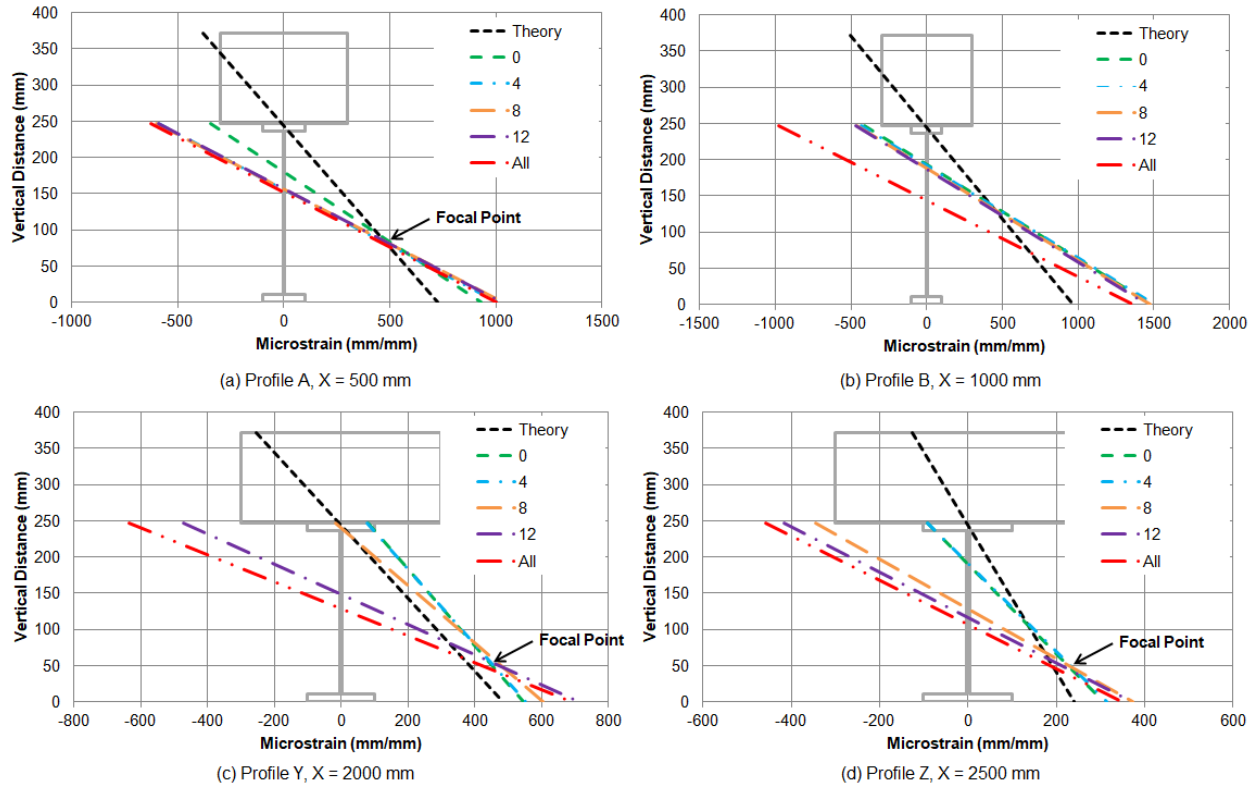 400
350
300
250
200
150
100
50
0
Vertical Distance (mm)
Theory
0
4
8
12
All
Focal Point
-1000 -500 0 500 1000 1500
Microstrain (mm/mm)
(a) Profile A, X = 500 mm
400
350
300
250
200
150
100
50
0
Vertical Distance (mm)
Theory
0
4
8
12
All
-1500 -1000 -500 0 500 1000 1500 2000
Microstrain (mm/mm)
(b) Profile B, X = 1000 mm
400
350
300
250
200
150
100
50
0
Vertical Distance (mm)
Theory
0
4
8
12
All
Focal Point
-800 -600 -400 -200 0 200 400 600 800
Microstrain (mm/mm)
(c) Profile Y, X = 2000 mm
400
350
300
250
200
150
100
50
0
Vertical Distance (mm)
Theory
0
4
8
12
All
Focal Point
-600 -400 -200 0 200 400 600
Microstrain (mm/mm)
(d) Profile Z, X = 2500 mm